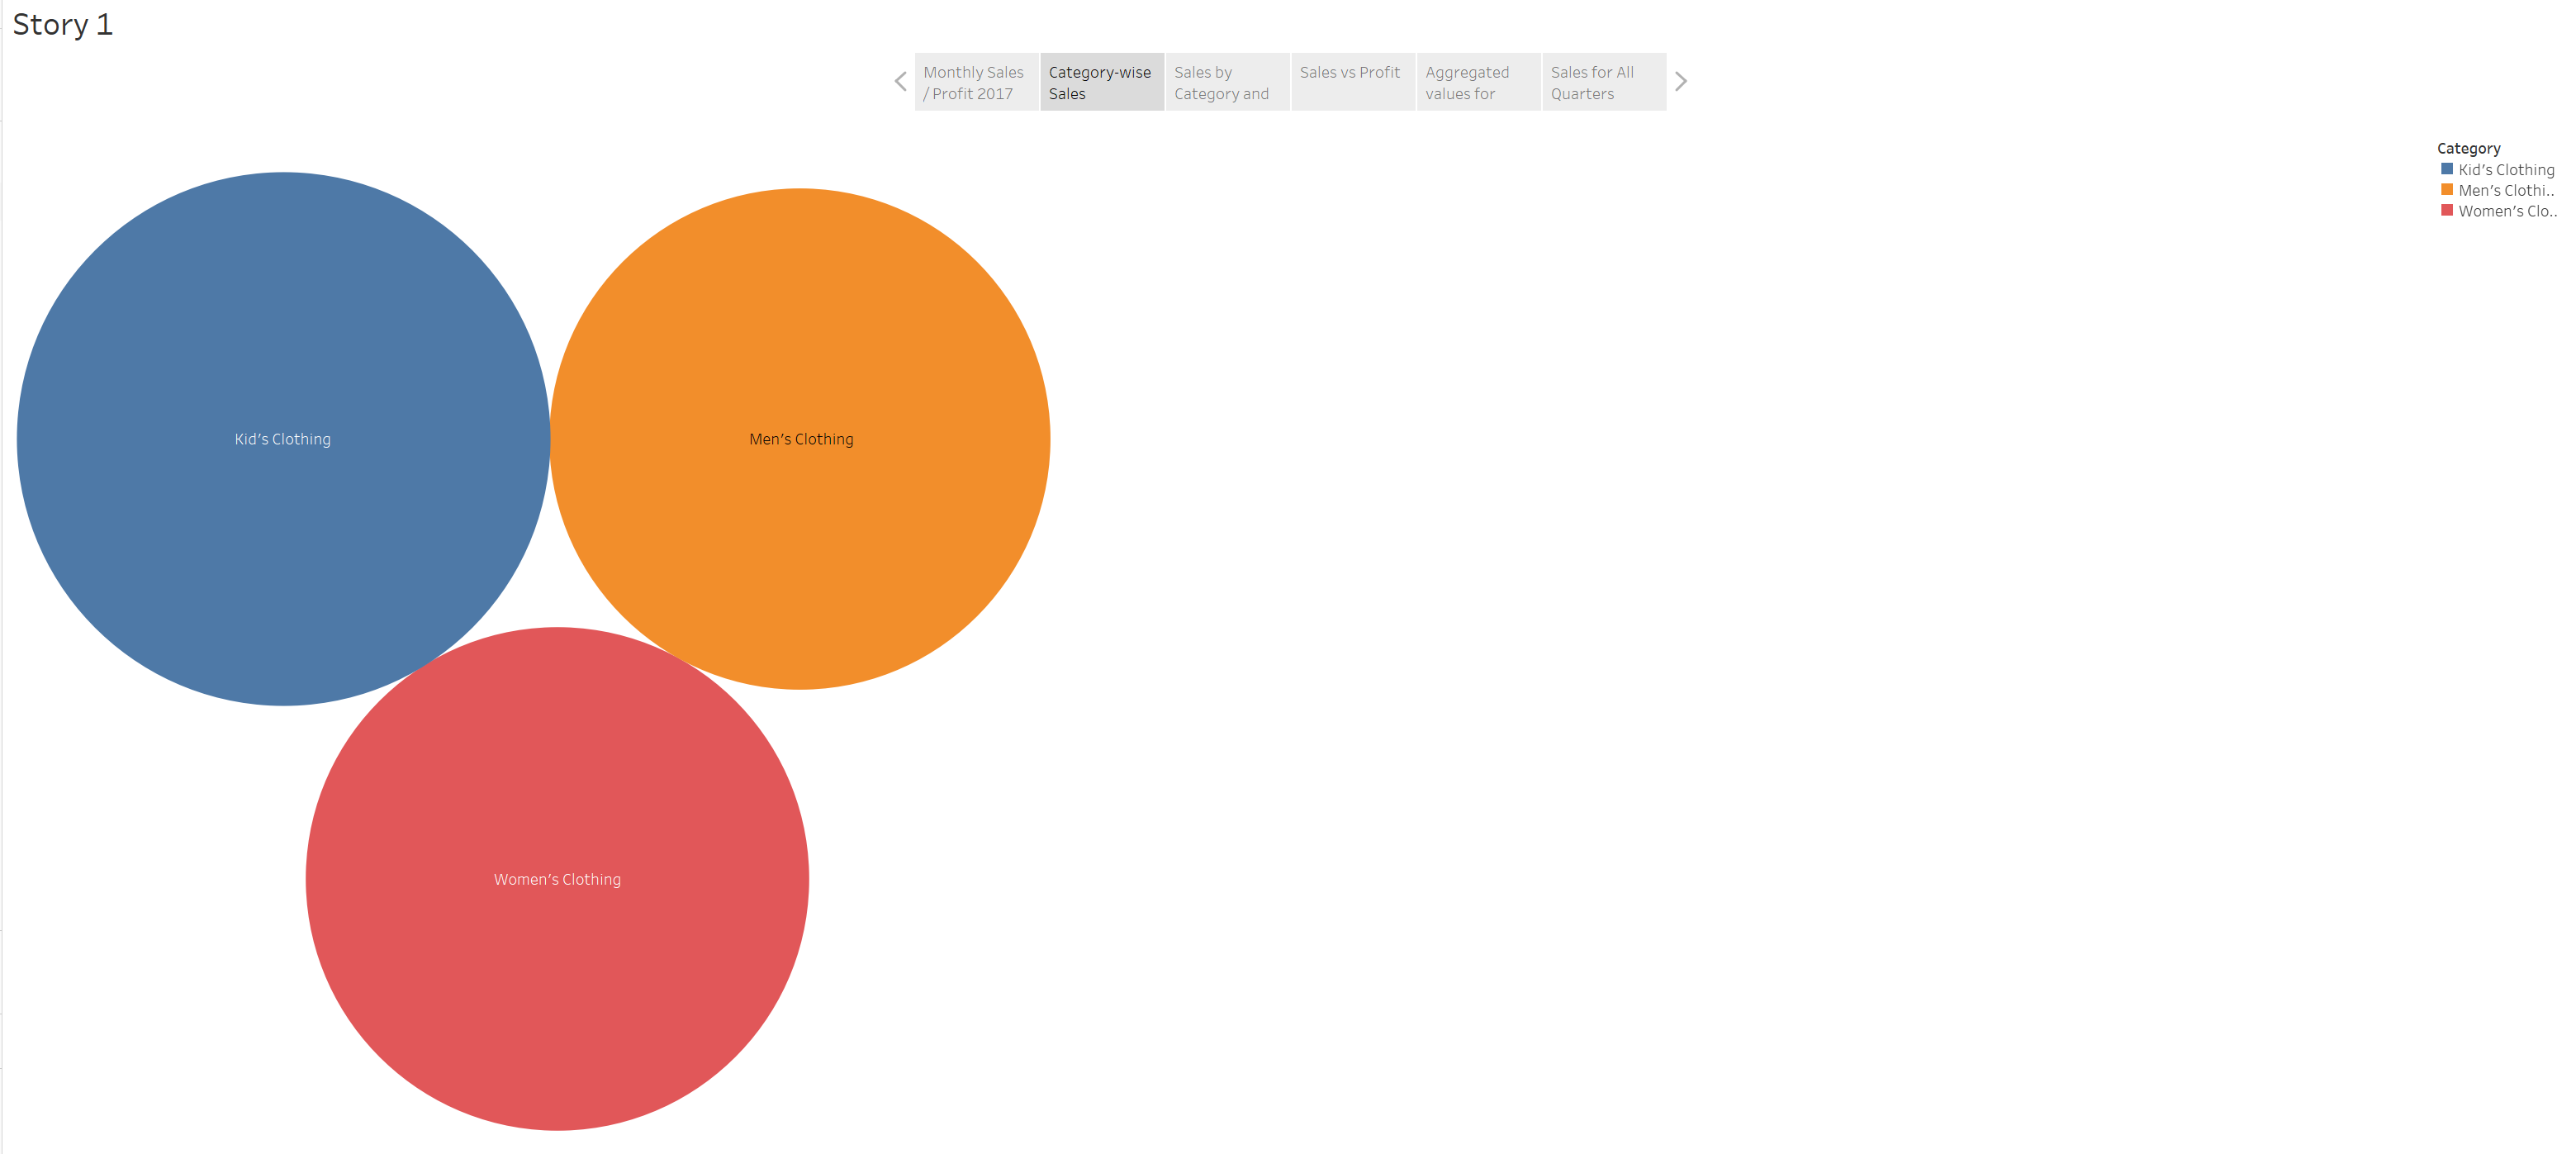 Story 1
Monthly Sales
/ Profit 2017
Category-wise
Sales
Sales by
Category and
Sales vs Profit
Aggregated
values for
Sales for All
Quarters
Category
Kid’s Clothing
Men’s Clothi..
Women’s Clo..
Kid’s Clothing
Men’s Clothing
Women’s Clothing